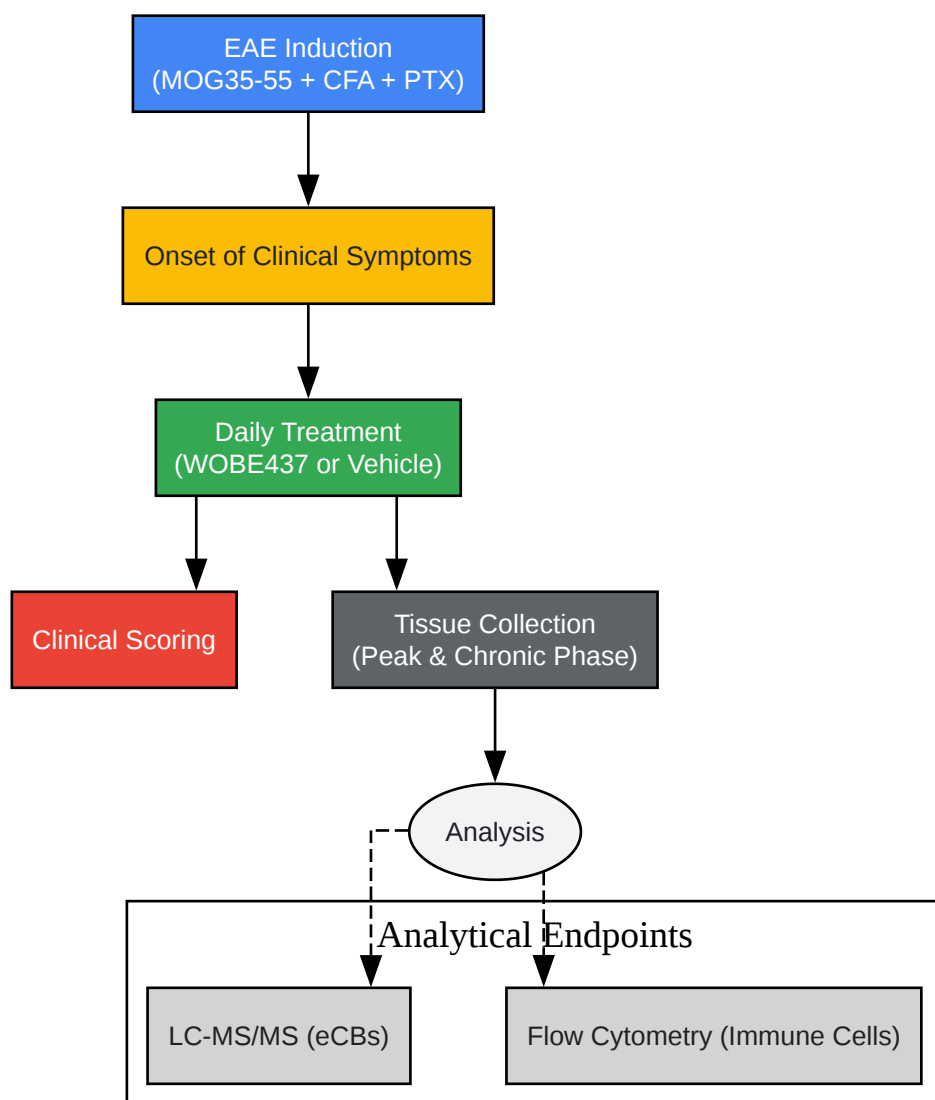 EAE Induction
(MOG35-55 + CFA + PTX)
Onset of Clinical Symptoms
Daily Treatment
(WOBE437 or Vehicle)
Clinical Scoring
Tissue Collection
(Peak & Chronic Phase)
Analysis
Analytical Endpoints
LC-MS/MS (eCBs)
Flow Cytometry (Immune Cells)